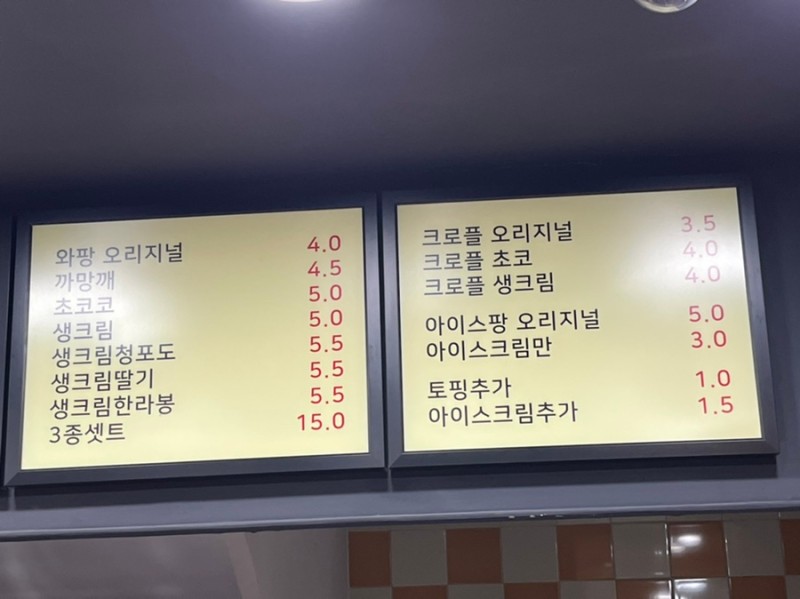 와팡 오리지널 4.0
까망깨 4.5
초코코 5.0
생크림 5.0
생크림청포도 5.5
생크림딸기 5.5
생크림한라봉 5.5
3종셋트 15.0
크로플 오리지널 3.5
크로플 초코 4.0
크로플 생크림 4.0
아이스팡 오리지널 5.0
아이스크림만 3.0
토핑추가 1.0
아이스크림추가 1.5